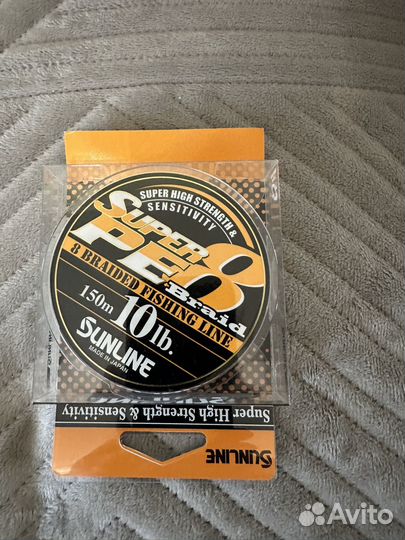 SUPER HIGH STRENGTH &
SENSITIVITY
SUPER
PE 8
Braid
8 BRAIDED FISHING LINE
150m 10lb.
SUNLINE
MADE IN JAPAN
Super High Strength & Sensitivity
SUNLINE
Avito